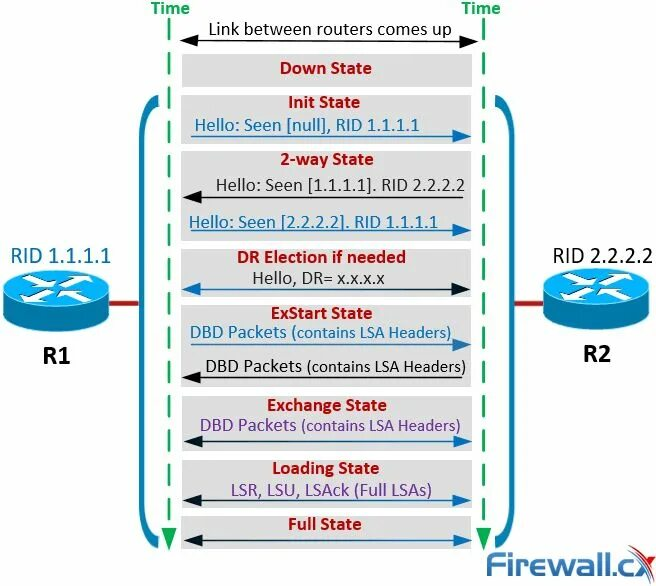 Time
Time
Link between routers comes up
Down State
Init State
Hello: Seen [null], RID 1.1.1.1
2-way State
Hello: Seen [1.1.1.1]. RID 2.2.2.2
Hello: Seen [2.2.2.2]. RID 1.1.1.1
RID 1.1.1.1
RID 2.2.2.2
DR Election if needed
Hello, DR= x.x.x.x
R1
R2
ExStart State
DBD Packets (contains LSA Headers)
DBD Packets (contains LSA Headers)
Exchange State
DBD Packets (contains LSA Headers)
Loading State
LSR, LSU, LSAck (Full LSAs)
Full State
Firewall.cx